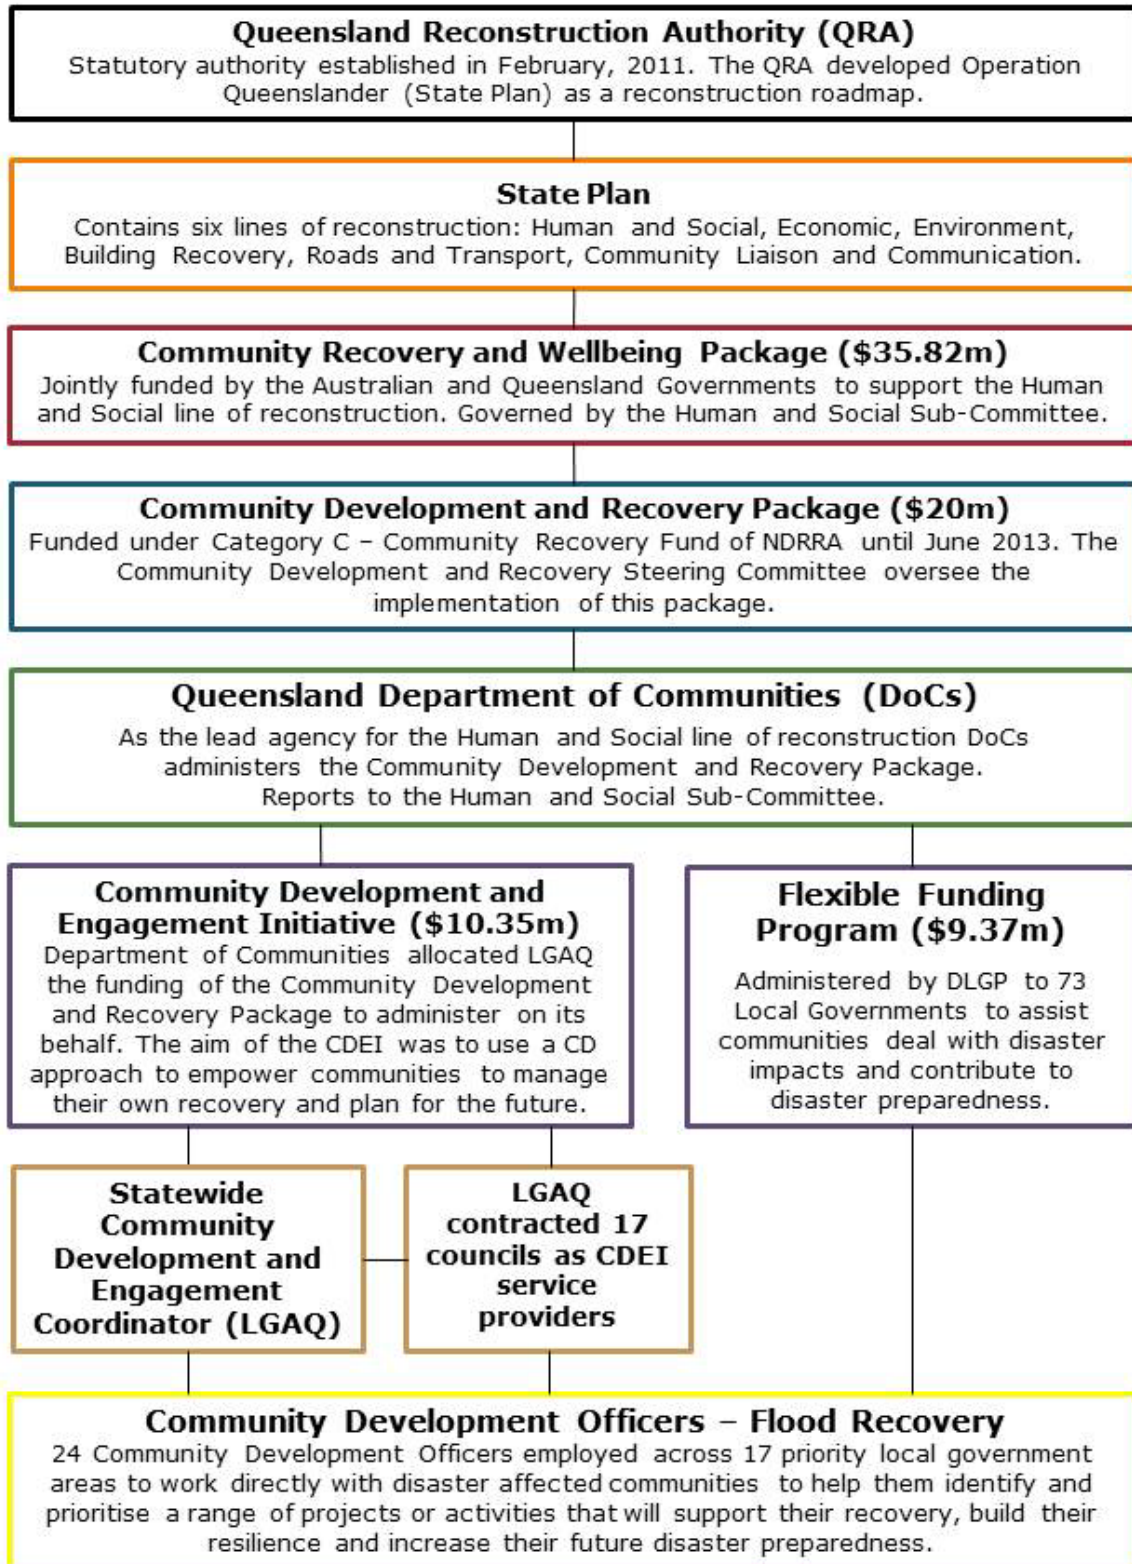 Queensland Reconstruction Authority (QRA)
Statutory authority established in February, 2011. The QRA developed Operation
Queenslander (State Plan) as a reconstruction roadmap.
State Plan
Contains six lines of reconstruction: Human and Social, Economic, Environment,
Building Recovery, Roads and Transport, Community Liaison and Communication.
Community Recovery and Wellbeing Package ($35.82m)
Jointly funded by the Australian and Queensland Governments to support the Human
and Social line of reconstruction. Governed by the Human and Social Sub-Committee.
Community Development and Recovery Package ($20m)
Funded under Category C – Community Recovery Fund of NDRRA until June 2013. The
Community Development and Recovery Steering Committee oversee the
implementation of this package.
Queensland Department of Communities (DoCs)
As the lead agency for the Human and Social line of reconstruction DoCs
administers the Community Development and Recovery Package.
Reports to the Human and Social Sub-Committee.
Community Development and
Engagement Initiative ($10.35m)
Department of Communities allocated LGAQ
the funding of the Community Development
and Recovery Package to administer on its
behalf. The aim of the CDEI was to use a CD
approach to empower communities to manage
their own recovery and plan for the future.
Flexible Funding
Program ($9.37m)
Administered by DLGP to 73
Local Governments to assist
communities deal with disaster
impacts and contribute to
disaster preparedness.
Statewide
Community
Development and
Engagement
Coordinator (LGAQ)
LGAQ
contracted 17
councils as CDEI
service
providers
Community Development Officers – Flood Recovery
24 Community Development Officers employed across 17 priority local government
areas to work directly with disaster affected communities to help them identify and
prioritise a range of projects or activities that will support their recovery, build their
resilience and increase their future disaster preparedness.